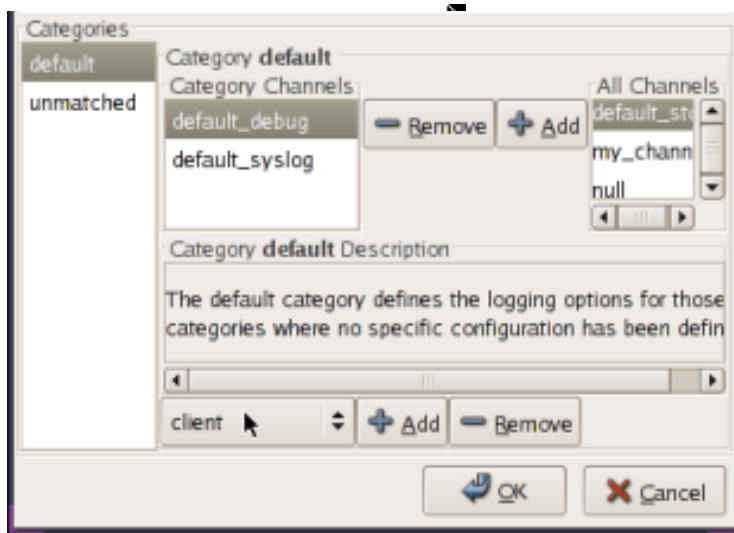 Categories
default
unmatched
Category default
Category Channels
default_debug
default_syslog
Remove
Add
All Channels
default_std
my_chann
null
Category default Description
The default category defines the logging options for those
categories where no specific configuration has been defin
client
Add
Remove
OK
Cancel